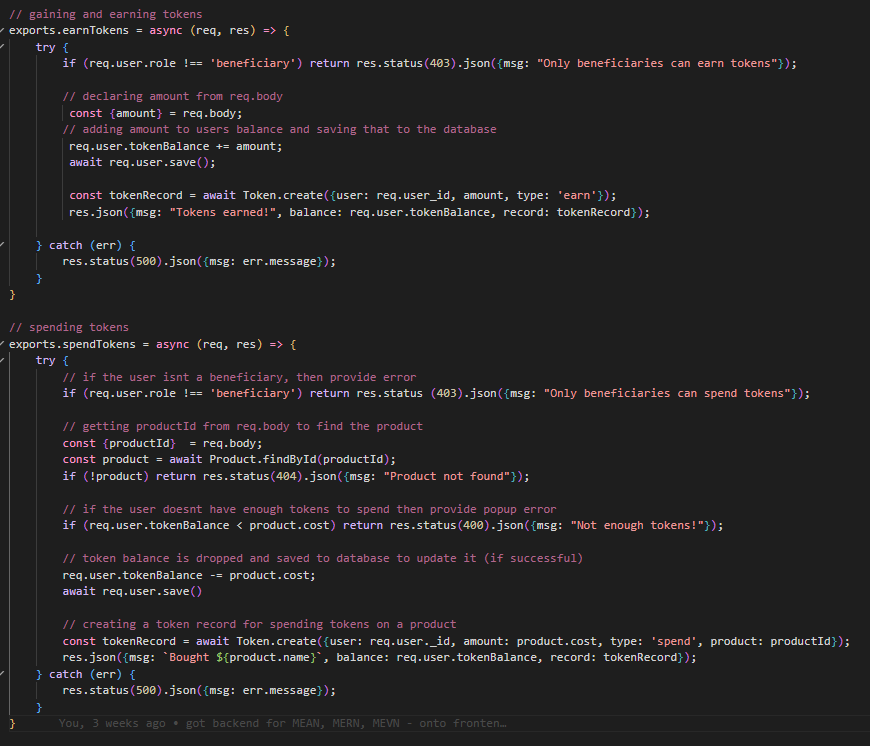 // gaining and earning tokens
exports.earnTokens = async (req, res) => {
try {
if (req.user.role !== 'beneficiary') return res.status(403).json({msg: "Only beneficiaries can earn tokens"});
// declaring amount from req.body
const {amount} = req.body;
// adding amount to users balance and saving that to the database
req.user.tokenBalance += amount;
await req.user.save();
const tokenRecord = await Token.create({user: req.user_id, amount, type: 'earn'});
res.json({msg: "Tokens earned!", balance: req.user.tokenBalance, record: tokenRecord});
} catch (err) {
res.status(500).json({msg: err.message});
}
}
// spending tokens
exports.spendTokens = async (req, res) => {
try {
// if the user isnt a beneficiary, then provide error
if (req.user.role !== 'beneficiary') return res.status (403).json({msg: "Only beneficiaries can spend tokens"});
// getting productId from req.body to find the product
const {productId}  = req.body;
const product = await Product.findById(productId);
if (!product) return res.status(404).json({msg: "Product not found"});
// if the user doesnt have enough tokens to spend then provide popup error
if (req.user.tokenBalance < product.cost) return res.status(400).json({msg: "Not enough tokens!"});
// token balance is dropped and saved to database to update it (if successful)
req.user.tokenBalance -= product.cost;
await req.user.save()
// creating a token record for spending tokens on a product
const tokenRecord = await Token.create({user: req.user._id, amount: product.cost, type: 'spend', product: productId});
res.json({msg: `Bought ${product.name}`, balance: req.user.tokenBalance, record: tokenRecord});
} catch (err) {
res.status(500).json({msg: err.message});
}
} You, 3 weeks ago • got backend for MEAN, MERN, MEVN - onto fronten…